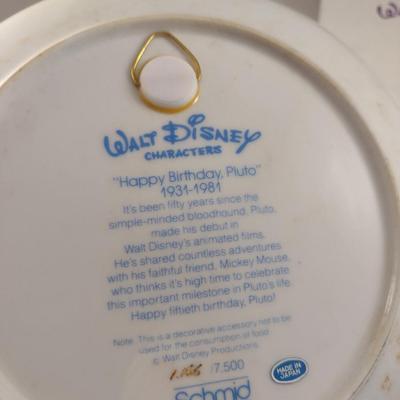 WALT DISNEY
CHARACTERS
"Happy Birthday, Pluto"
1931-1981
It's been fifty years since the
simple-minded bloodhound, Pluto,
made his debut in
Walt Disney's animated films.
He's shared countless adventures
with his faithful friend, Mickey Mouse,
who thinks it's high time to celebrate
this important milestone in Pluto's life.
Happy fiftieth birthday, Pluto!
Note: This is a decorative accessory not to be
used for the consumption of food.
© Walt Disney Productions.
/7,500
Schmid
MADE IN
JAPAN